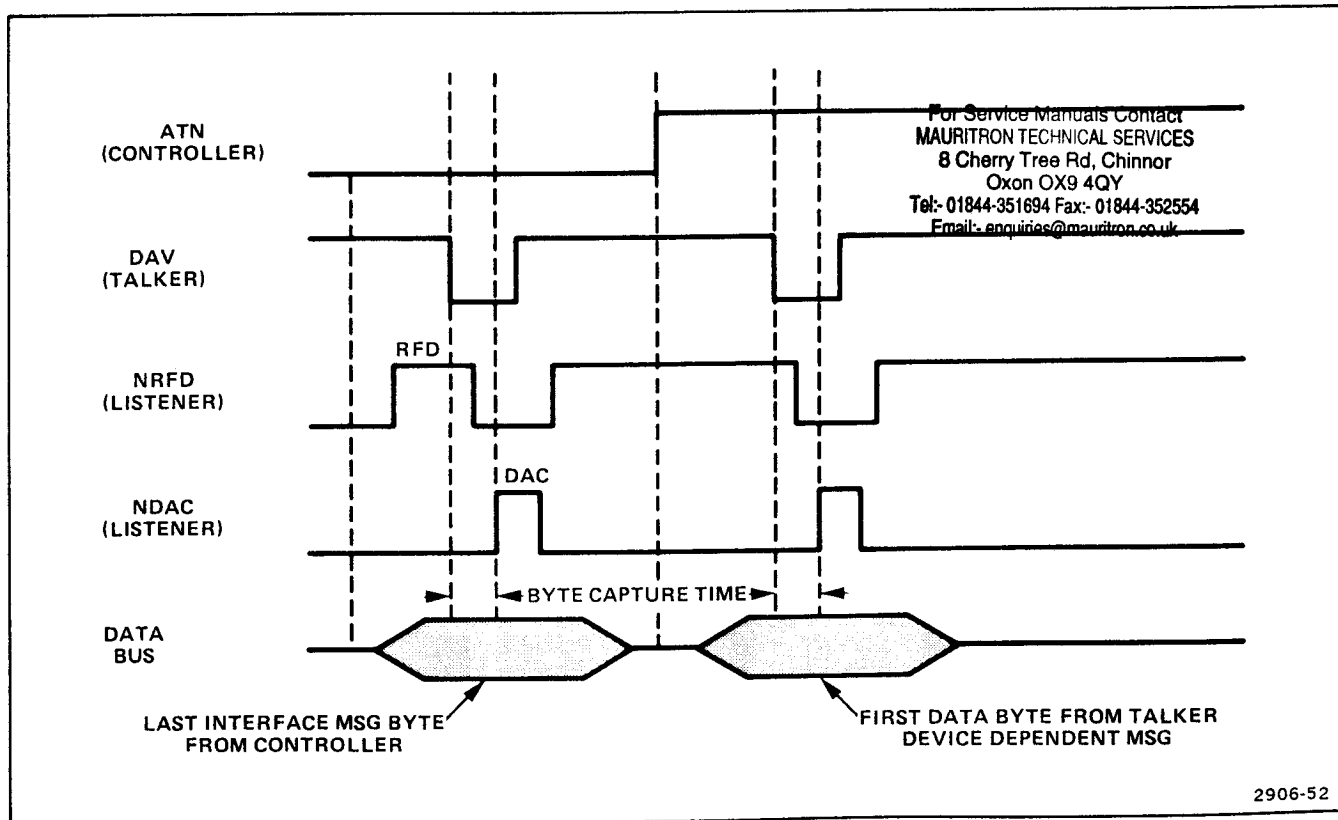 ATN
(CONTROLLER)
For Service Manuals Contact
MAURITRON TECHNICAL SERVICES
8 Cherry Tree Rd, Chinnor
Oxon OX9 4QY
Tel:- 01844-351694 Fax:- 01844-352554
Email:- enquiries@mauritron.co.uk
DAV
(TALKER)
RFD
NRFD
(LISTENER)
DAC
NDAC
(LISTENER)
BYTE CAPTURE TIME
DATA
BUS
LAST INTERFACE MSG BYTE
FROM CONTROLLER
FIRST DATA BYTE FROM TALKER
DEVICE DEPENDENT MSG
2906-52